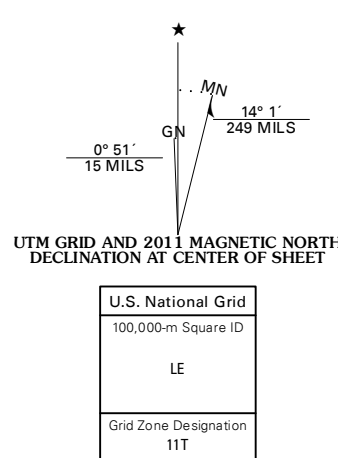 ★
MN
GN
14° 1´
249 MILS
0° 51´
15 MILS
UTM GRID AND 2011 MAGNETIC NORTH
DECLINATION AT CENTER OF SHEET
U.S. National Grid
100,000-m Square ID
LE
Grid Zone Designation
11T